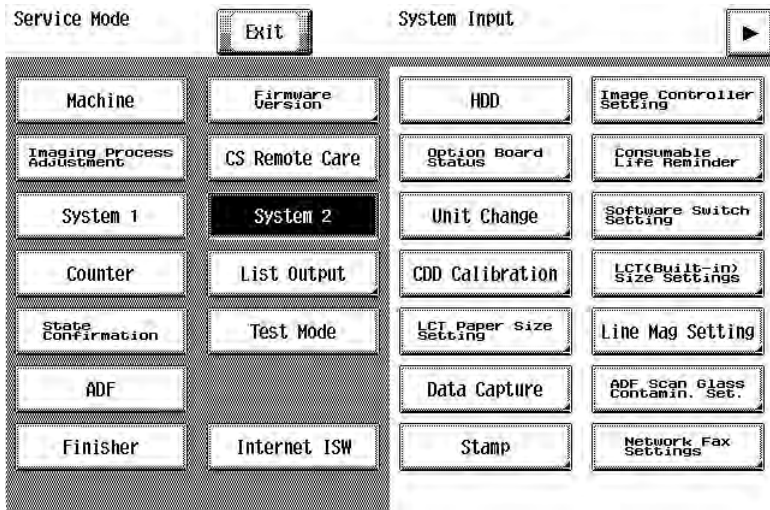 Service Mode
Exit
System Input
Machine
Firmware
Version
HDD
Image Controller
Setting
Imaging Process
Adjustment
CS Remote Care
Option Board
Status
Consumable
Life Reminder
System 1
System 2
Unit Change
Software Switch
Setting
Counter
List Output
CDD Calibration
LCT(Built-in)
Size Settings
State
Confirmation
Test Mode
LCT Paper Size
Setting
Line Mag Setting
ADF
Data Capture
ADF Scan Glass
Contamin. Set.
Finisher
Internet ISW
Stamp
Network Fax
Settings